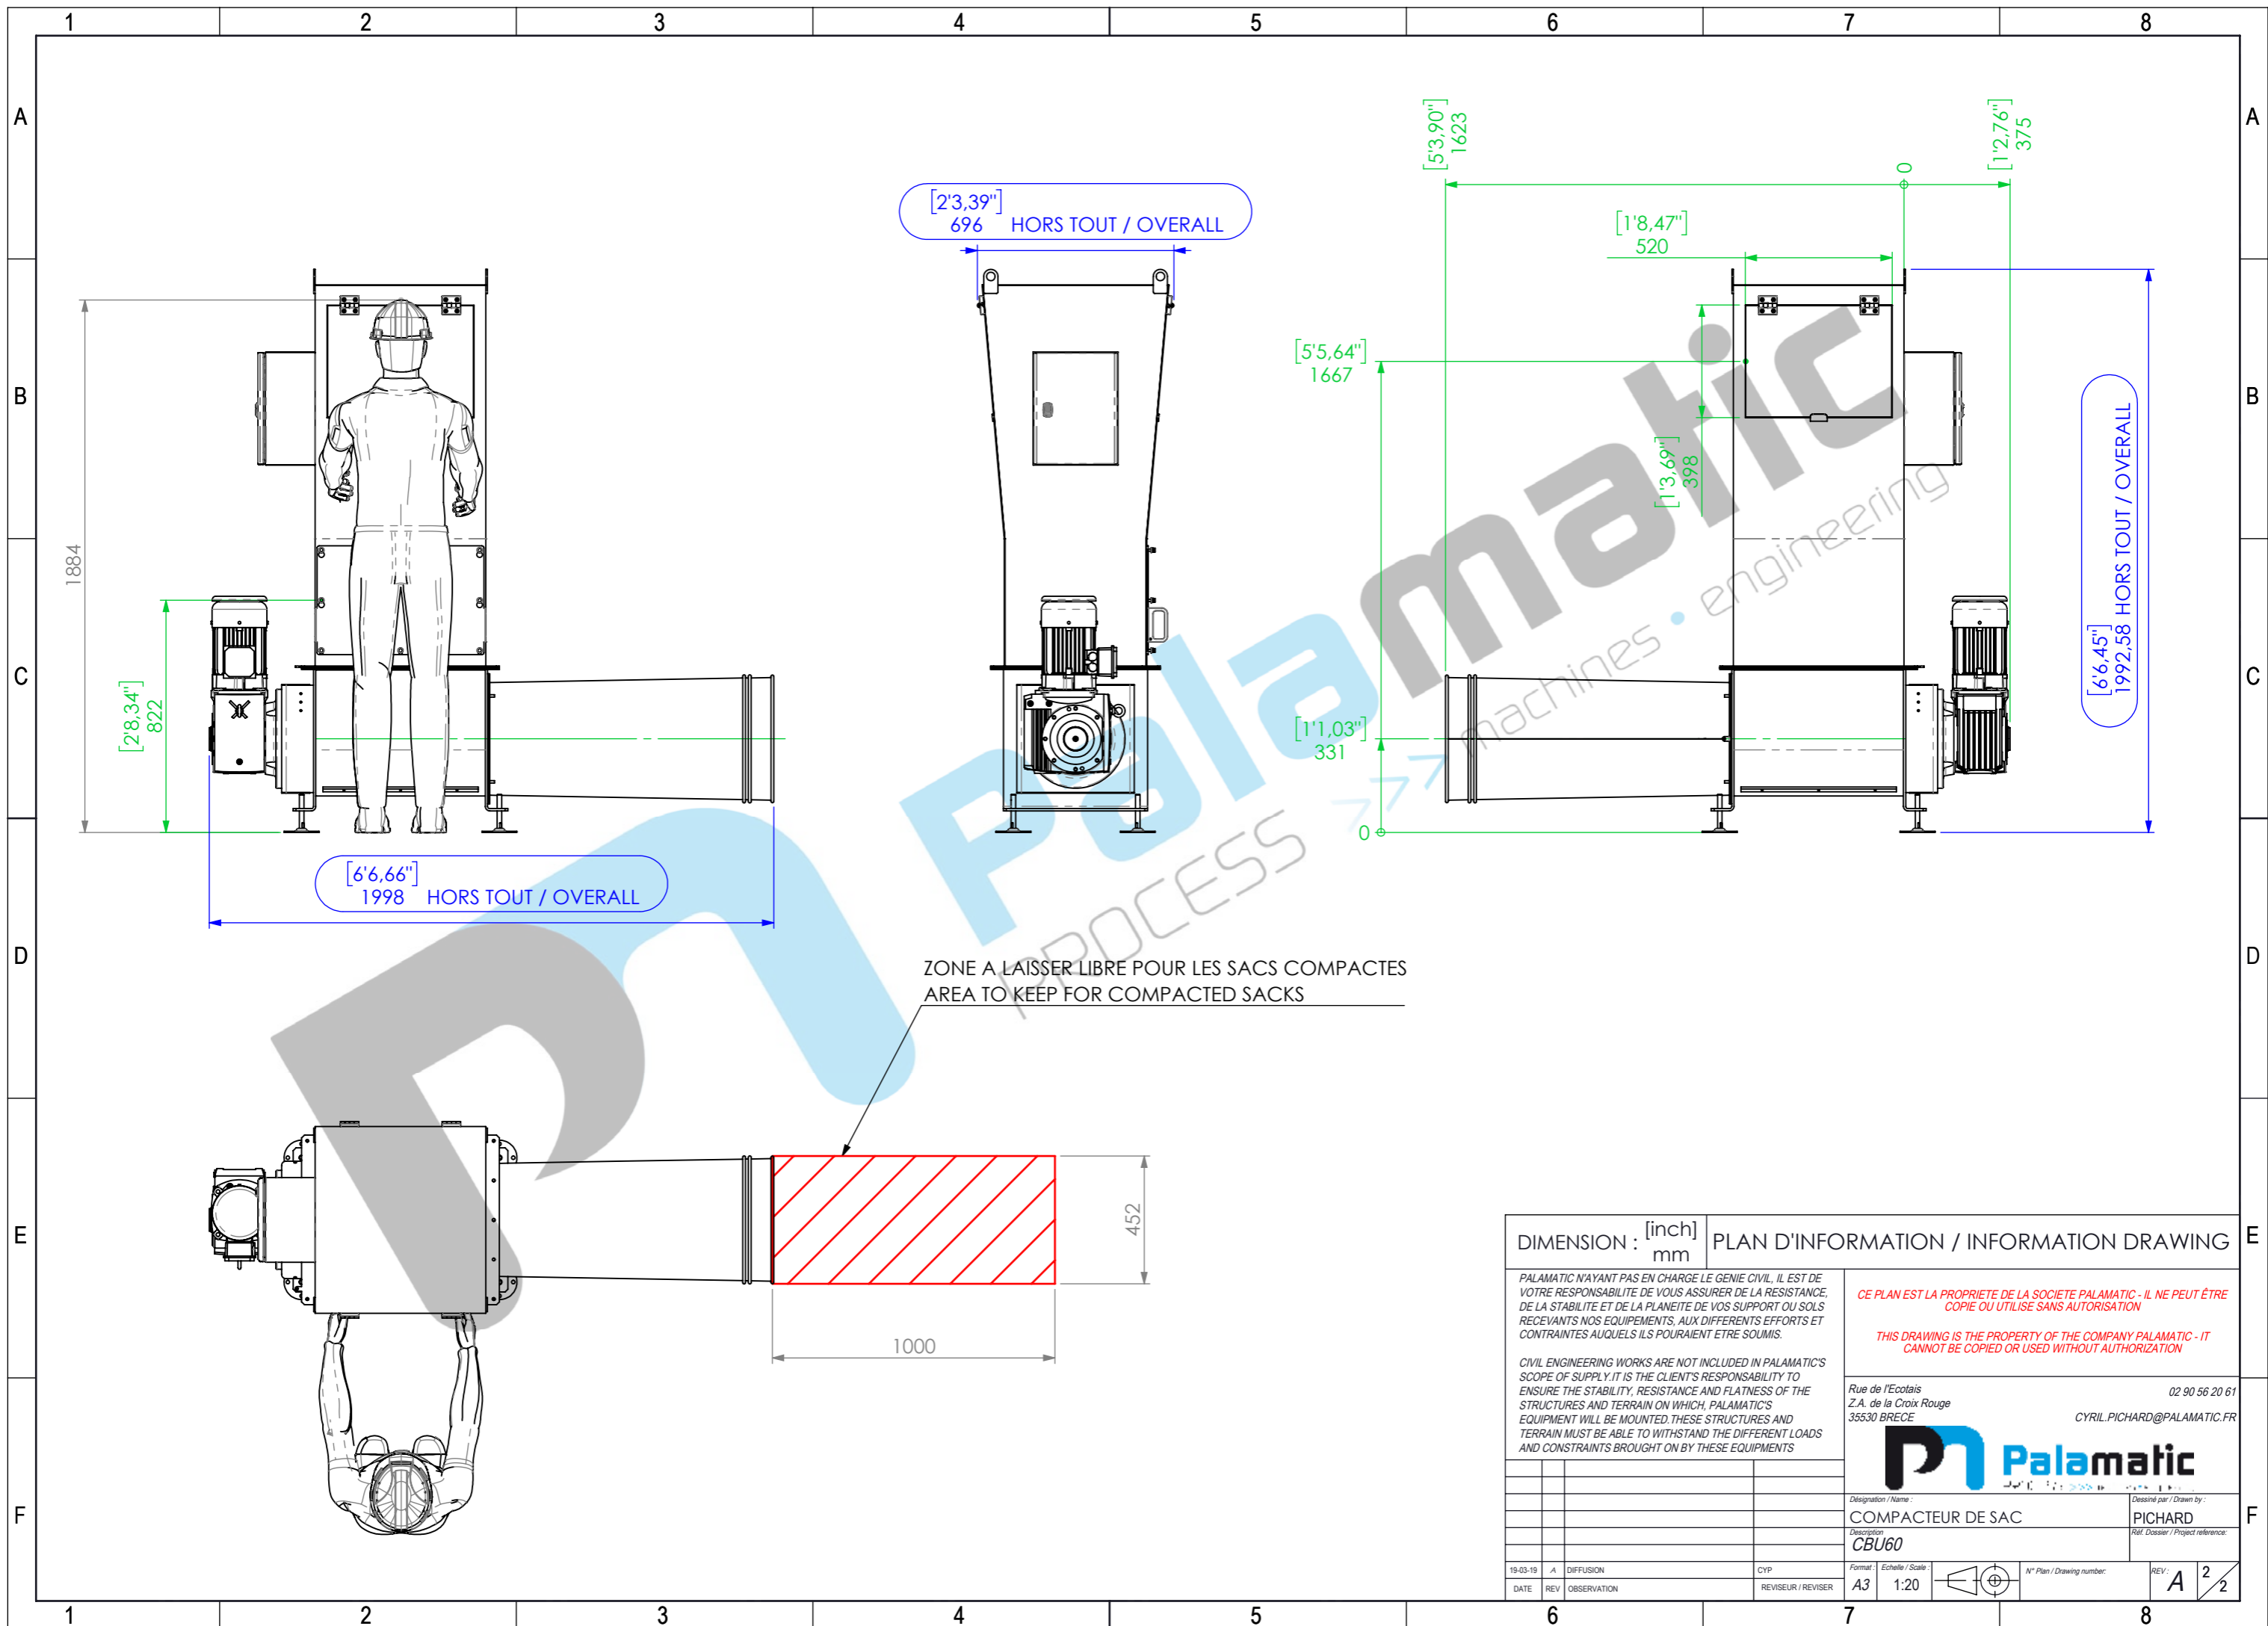 1 2 3 4 5 6 7 8
A A
B B
C C
D D
E E
F F
1 2 3 4 5 6 7 8
1884
[2'8,34"]
822
[6'6,66"]
1998 HORS TOUT / OVERALL
[2'3,39"]
696 HORS TOUT / OVERALL
[5'3,90"]
1623
0
[1'2,76"]
375
[1'8,47"]
520
[5'5,64"]
1667
[1'3,69"]
398
[1'1,03"]
331
0
[6'6,45"]
1992,58 HORS TOUT / OVERALL
Palamatic
PROCESS >>> machines • engineering
ZONE A LAISSER LIBRE POUR LES SACS COMPACTES
AREA TO KEEP FOR COMPACTED SACKS
452
1000
DIMENSION : [inch]
mm
PLAN D'INFORMATION / INFORMATION DRAWING
PALAMATIC N'AYANT PAS EN CHARGE LE GENIE CIVIL, IL EST DE
VOTRE RESPONSABILITE DE VOUS ASSURER DE LA RESISTANCE,
DE LA STABILITE ET DE LA PLANEITE DE VOS SUPPORT OU SOLS
RECEVANTS NOS EQUIPEMENTS, AUX DIFFERENTS EFFORTS ET
CONTRAINTES AUQUELS ILS POURAIENT ETRE SOUMIS.
CIVIL ENGINEERING WORKS ARE NOT INCLUDED IN PALAMATIC'S
SCOPE OF SUPPLY.IT IS THE CLIENT'S RESPONSABILITY TO
ENSURE THE STABILITY, RESISTANCE AND FLATNESS OF THE
STRUCTURES AND TERRAIN ON WHICH, PALAMATIC'S
EQUIPMENT WILL BE MOUNTED.THESE STRUCTURES AND
TERRAIN MUST BE ABLE TO WITHSTAND THE DIFFERENT LOADS
AND CONSTRAINTS BROUGHT ON BY THESE EQUIPMENTS
CE PLAN EST LA PROPRIETE DE LA SOCIETE PALAMATIC - IL NE PEUT ÊTRE
COPIE OU UTILISE SANS AUTORISATION
THIS DRAWING IS THE PROPERTY OF THE COMPANY PALAMATIC - IT
CANNOT BE COPIED OR USED WITHOUT AUTHORIZATION
Rue de l'Ecotais
Z.A. de la Croix Rouge
35530 BRECE
02 90 56 20 61
CYRIL.PICHARD@PALAMATIC.FR
Palamatic
Désignation / Name :
COMPACTEUR DE SAC
Dessiné par / Drawn by :
PICHARD
Description
CBU60
Réf. Dossier / Project reference:
19-03-19 A DIFFUSION CYP
DATE REV OBSERVATION REVISEUR / REVISER
Format :
A3
Echelle / Scale :
1:20
N° Plan / Drawing number:
REV :
A
2/2